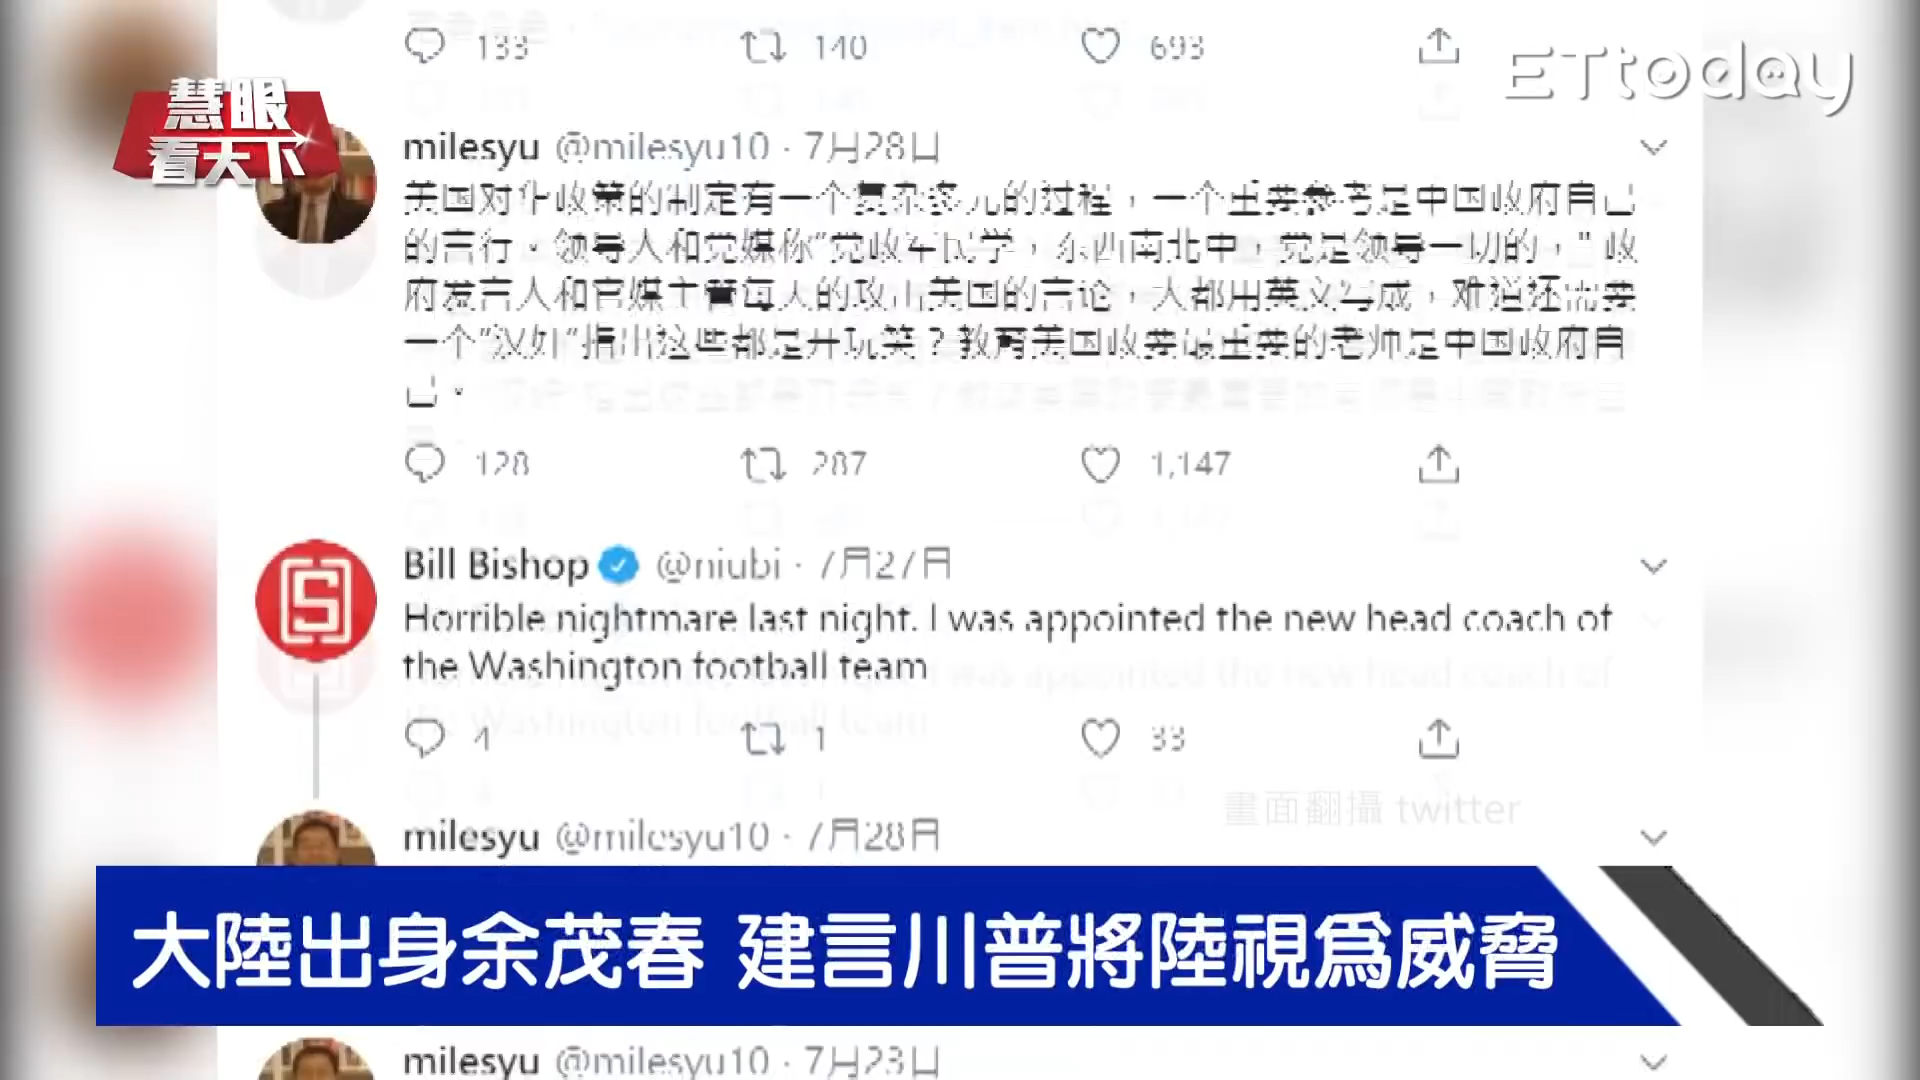 133 140 693
ETtoday
慧眼
看天下
milesyu @milesyu10 · 7月28日
美国对华政策的制定有一个复杂多元的过程，一个重要参考是中国政府自己
的言行。领导人和党媒称"党政军民学，东西南北中，党是领导一切的，" 政
府发言人和官媒主管每天的攻击美国的言论，大都用英文写成，难道还需要
一个"汉奸"指出这些都是开玩笑？教育美国政要最重要的老师是中国政府自
己。
128 287 1,147
Bill Bishop @niubi · 7月27日
Horrible nightmare last night. I was appointed the new head coach of
the Washington football team
4 1 33
畫面翻攝 twitter
milesyu @milesyu10 · 7月28日
大陸出身余茂春 建言川普將陸視為威脅
milesyu @milesyu10 · 7月23日